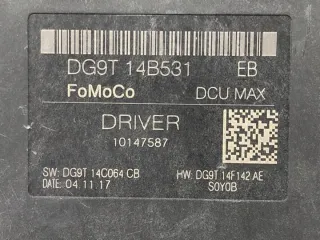 DG9T 14B531 EB
FoMoCo DCU MAX
DRIVER
10147587
SW: DG9T 14C064 CB HW: DG9T 14F142 AE
DATE: 04.11.17 S0Y0B